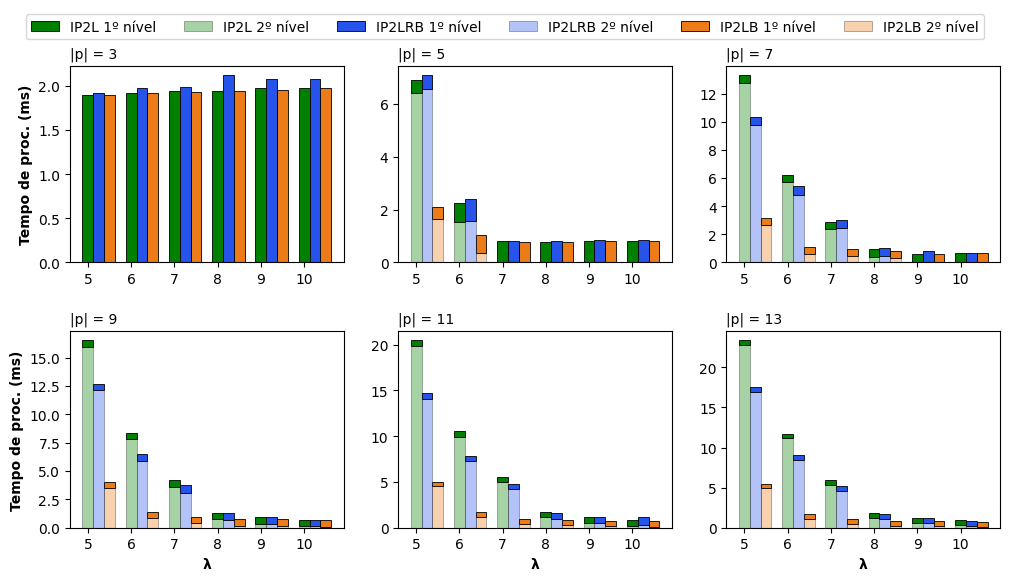 IP2L 1º nível IP2L 2º nível IP2LRB 1º nível IP2LRB 2º nível IP2LB 1º nível IP2LB 2º nível
|p| = 3
Tempo de proc. (ms)
2.0
1.5
1.0
0.5
0.0
5 6 7 8 9 10
|p| = 5
6
4
2
0
5 6 7 8 9 10
|p| = 7
12
10
8
6
4
2
0
5 6 7 8 9 10
|p| = 9
Tempo de proc. (ms)
15.0
12.5
10.0
7.5
5.0
2.5
0.0
5 6 7 8 9 10
λ
|p| = 11
20
15
10
5
0
5 6 7 8 9 10
λ
|p| = 13
20
15
10
5
0
5 6 7 8 9 10
λ